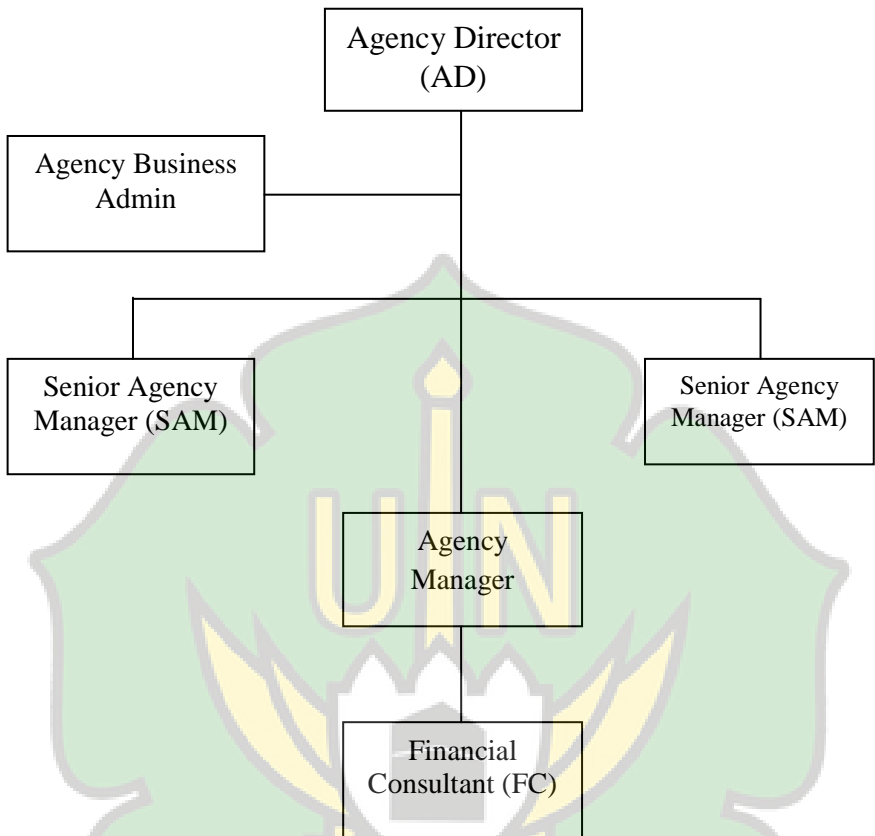 Agency Director
(AD)
Agency Business
Admin
Senior Agency
Manager (SAM)
Senior Agency
Manager (SAM)
UIN
Agency
Manager
Financial
Consultant (FC)